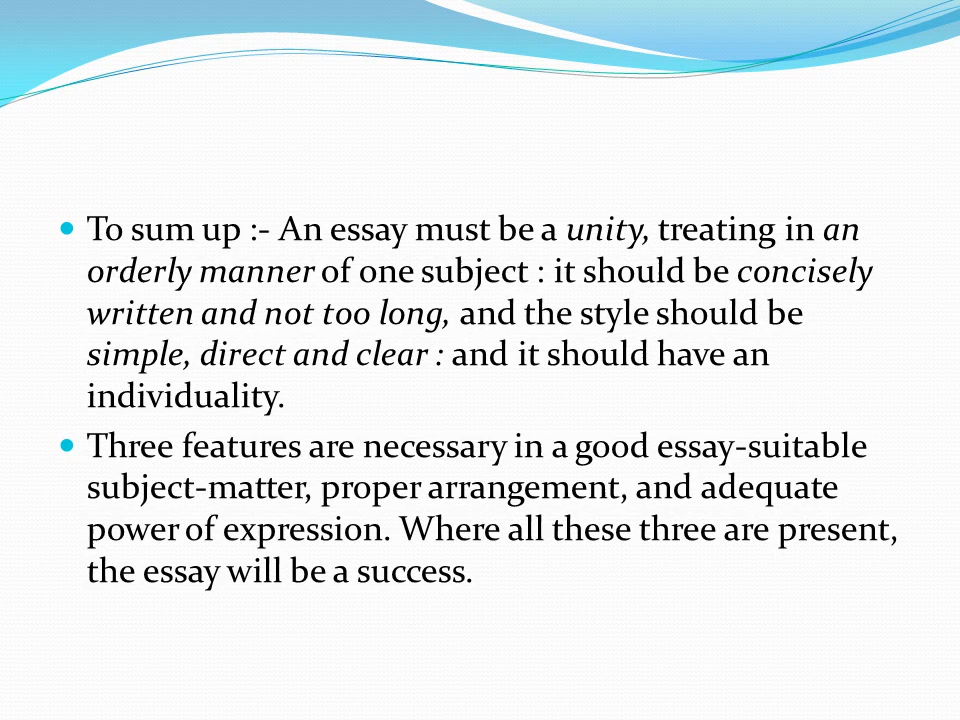 To sum up :- An essay must be a unity, treating in an
orderly manner of one subject : it should be concisely
written and not too long, and the style should be
simple, direct and clear : and it should have an
individuality.
Three features are necessary in a good essay-suitable
subject-matter, proper arrangement, and adequate
power of expression. Where all these three are present,
the essay will be a success.